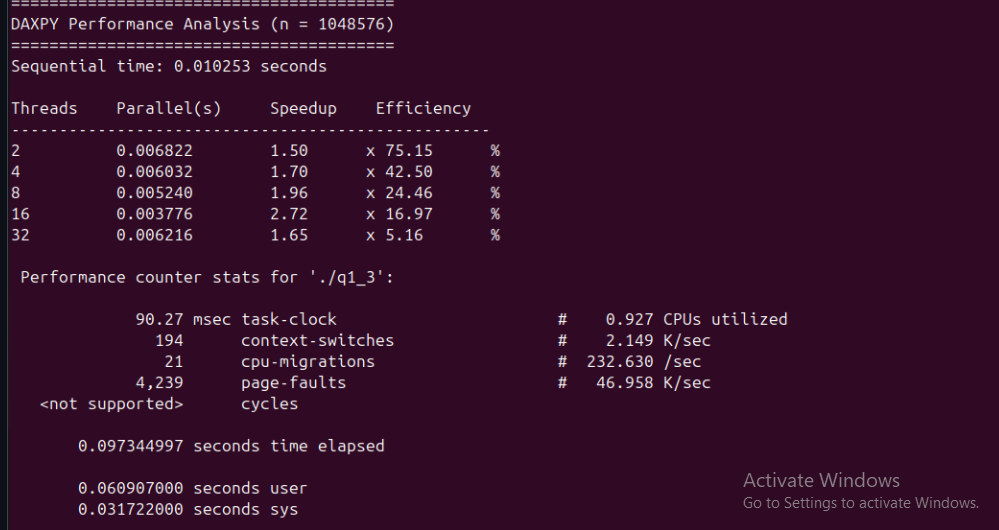 ========================================
DAXPY Performance Analysis (n = 1048576)
========================================
Sequential time: 0.010253 seconds
Threads    Parallel(s)     Speedup    Efficiency
--------------------------------------------------
2          0.006822        1.50      x 75.15      %
4          0.006032        1.70      x 42.50      %
8          0.005240        1.96      x 24.46      %
16         0.003776        2.72      x 16.97      %
32         0.006216        1.65      x 5.16       %
Performance counter stats for './q1_3':
90.27 msec task-clock                       #    0.927 CPUs utilized
194      context-switches                 #    2.149 K/sec
21      cpu-migrations                   #  232.630 /sec
4,239      page-faults                      #   46.958 K/sec
<not supported>      cycles
0.097344997 seconds time elapsed
0.060907000 seconds user
0.031722000 seconds sys
Activate Windows
Go to Settings to activate Windows.